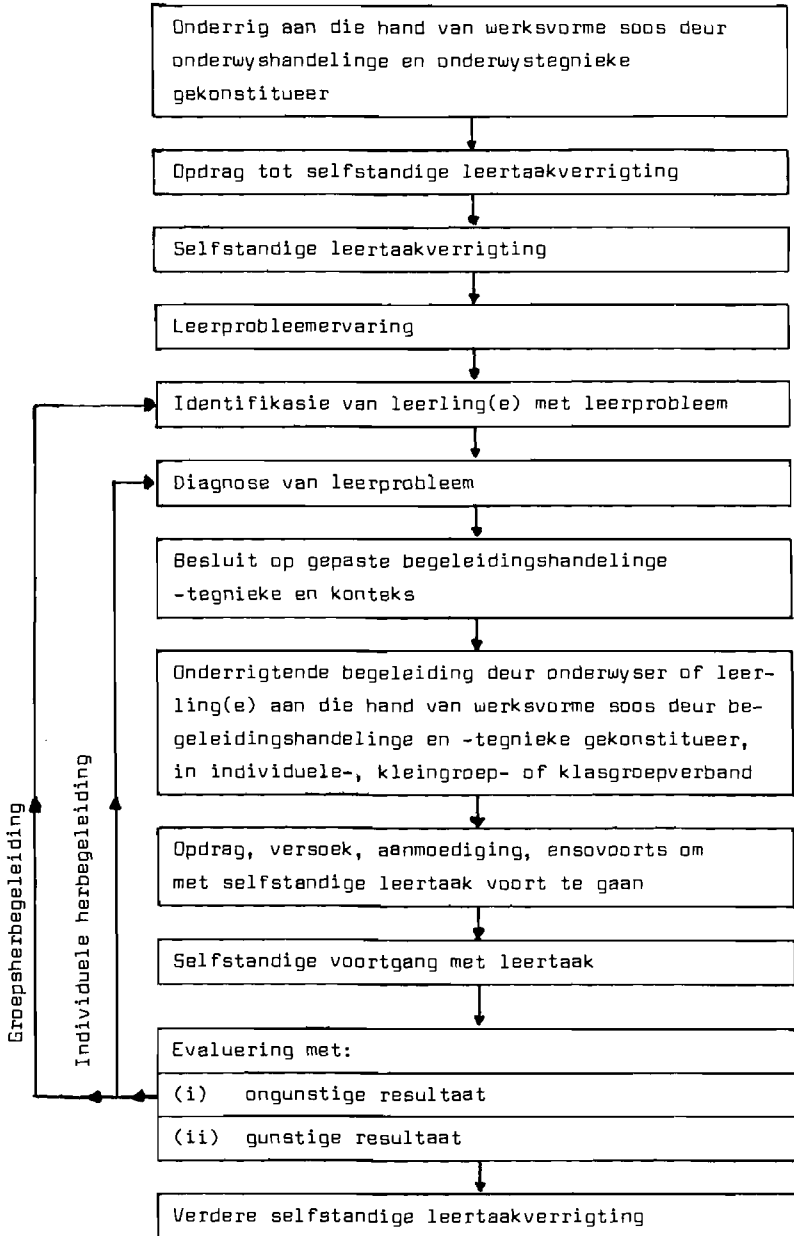 Onderrig aan die hand van werksvorme soos deur
onderwyshandelinge en onderwystegnieke
gekonstitueer
Opdrag tot selfstandige leertaakverrigting
Selfstandige leertaakverrigting
Leerprobleemervaring
Identifikasie van leerling(e) met leerprobleem
Diagnose van leerprobleem
Besluit op gepaste begeleidingshandelinge
-tegnieke en konteks
Onderrigtende begeleiding deur onderwyser of leer-
ling(e) aan die hand van werksvorme soos deur be-
geleidingshandelinge en -tegnieke gekonstitueer,
in individuele-, kleingroep- of klasgroepverband
Opdrag, versoek, aanmoediging, ensovoorts om
met selfstandige leertaak voort te gaan
Selfstandige voortgang met leertaak
Evaluering met:
(i) ongunstige resultaat
(ii) gunstige resultaat
Verdere selfstandige leertaakverrigting
Groepsherbegeleiding
Individuele herbegeleiding